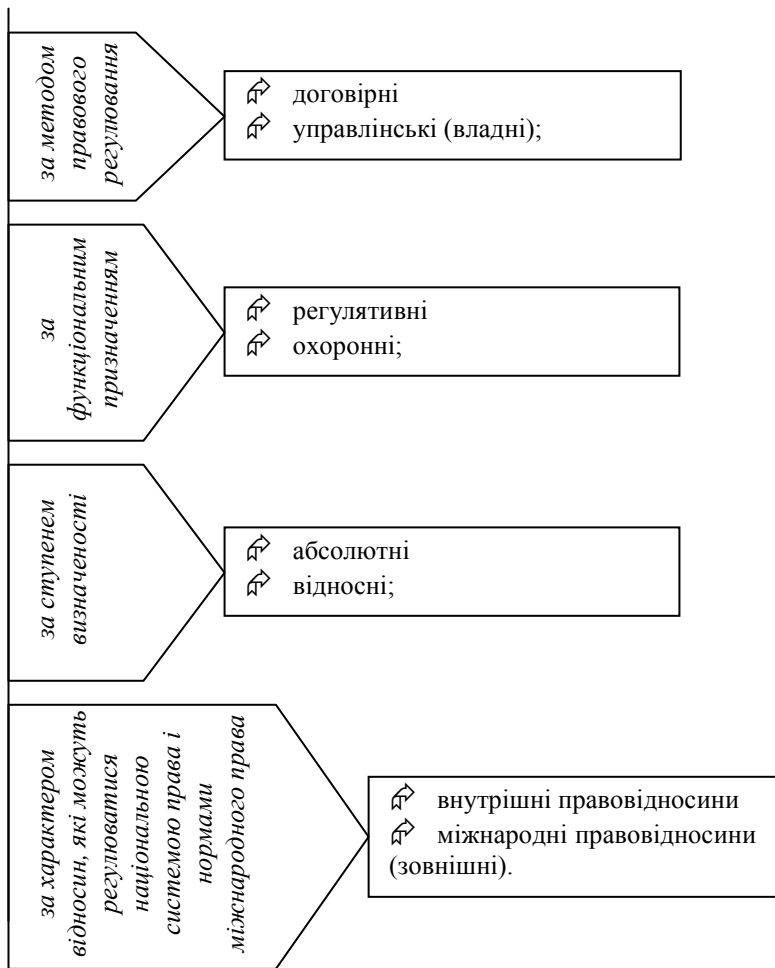 за методом
правового
регулювання
договірні
управлінські (владні);
за
функціональним
призначенням
регулятивні
охоронні;
за ступенем
визначеності
абсолютні
відносні;
за характером
відносин, які можуть
регулюватися
національною
системою права і
нормами
міжнародного права
внутрішні правовідносини
міжнародні правовідносини
(зовнішні).